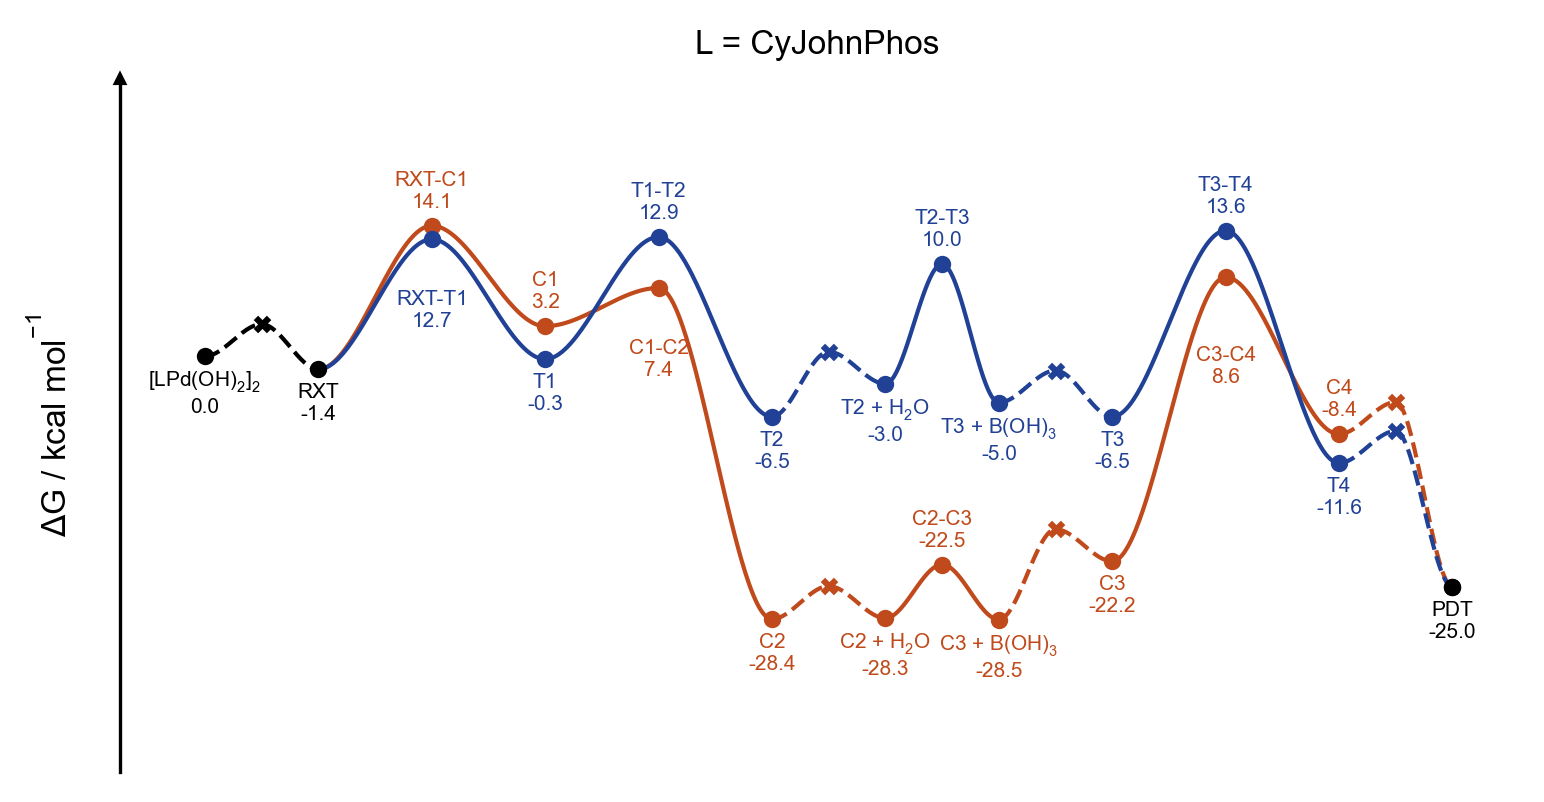 L = CyJohnPhos
ΔG / kcal mol⁻¹
[LPd(OH)₂]₂
0.0
RXT
-1.4
RXT-C1
14.1
RXT-T1
12.7
C1
3.2
T1
-0.3
T1-T2
12.9
C1-C2
7.4
T2
-6.5
C2
-28.4
T2 + H₂O
-3.0
C2 + H₂O
-28.3
T2-T3
10.0
C2-C3
-22.5
T3 + B(OH)₃
-5.0
C3 + B(OH)₃
-28.5
T3
-6.5
C3
-22.2
T3-T4
13.6
C3-C4
8.6
C4
-8.4
T4
-11.6
PDT
-25.0